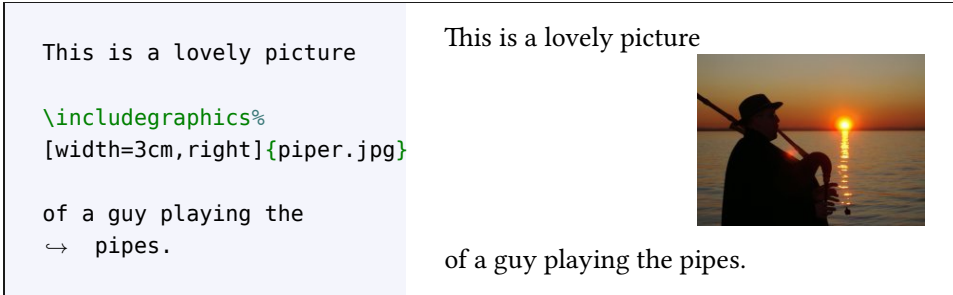 This is a lovely picture
\includegraphics%
[width=3cm,right]{piper.jpg}
of a guy playing the
↪ pipes.
This is a lovely picture
of a guy playing the pipes.